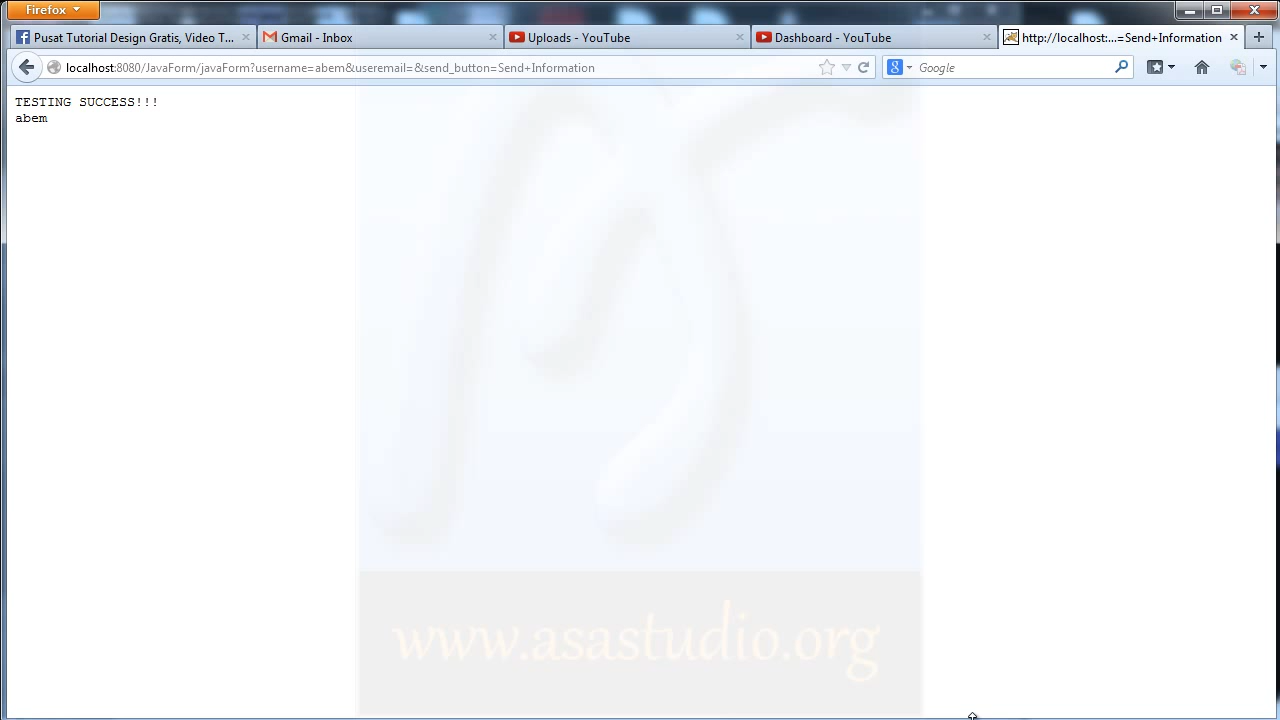 Firefox
Pusat Tutorial Design Gratis, Video T...
Gmail - Inbox
Uploads - YouTube
Dashboard - YouTube
http://localhost:...=Send+Information
localhost:8080/JavaForm/javaForm?username=abem&useremail=&send_button=Send+Information
8
Google
TESTING SUCCESS!!!
abem
www.asastudio.org